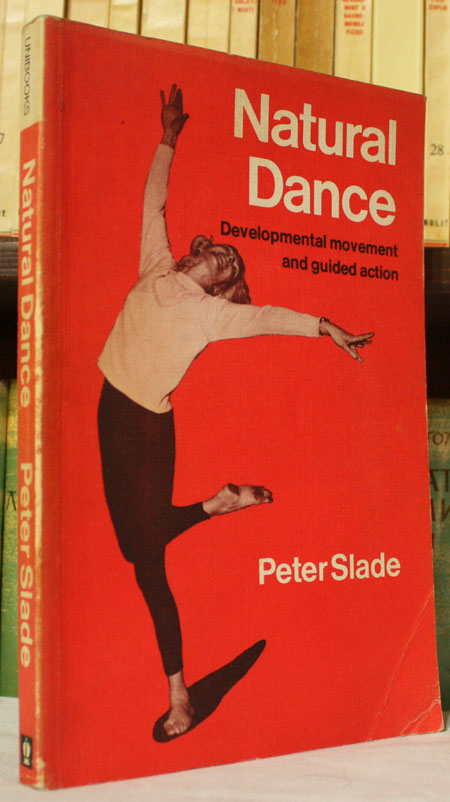 UNIBOOKS
Natural Dance Peter Slade
Natural
Dance
Developmental movement
and guided action
Peter Slade
28